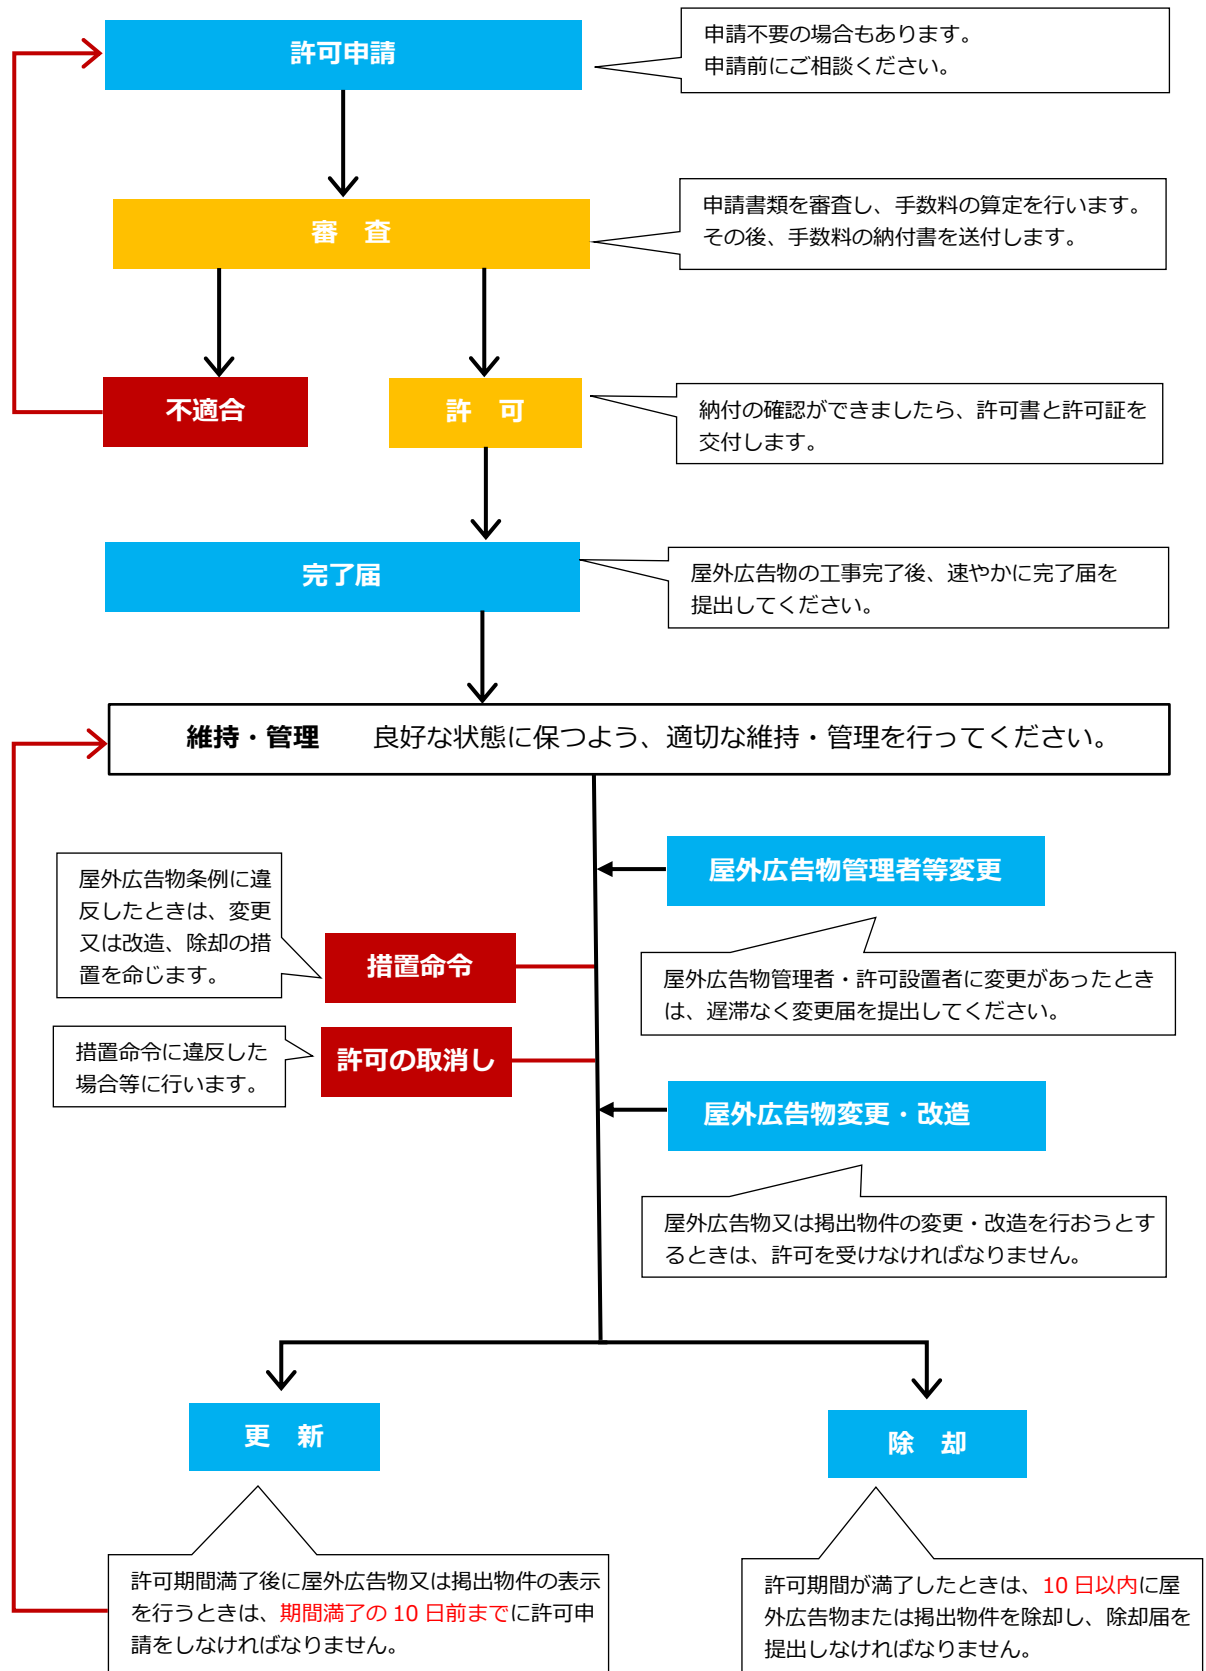 許可申請
申請不要の場合もあります。
申請前にご相談ください。
審　査
申請書類を審査し、手数料の算定を行います。
その後、手数料の納付書を送付します。
不適合
許　可
納付の確認ができましたら、許可書と許可証を
交付します。
完了届
屋外広告物の工事完了後、速やかに完了届を
提出してください。
維持・管理　　良好な状態に保つよう、適切な維持・管理を行ってください。
屋外広告物管理者等変更
屋外広告物管理者・許可設置者に変更があったとき
は、遅滞なく変更届を提出してください。
屋外広告物条例に違
反したときは、変更
又は改造、除却の措
置を命じます。
措置命令
措置命令に違反した
場合等に行います。
許可の取消し
屋外広告物変更・改造
屋外広告物又は掲出物件の変更・改造を行おうとす
るときは、許可を受けなければなりません。
更　新
許可期間満了後に屋外広告物又は掲出物件の表示
を行うときは、期間満了の 10 日前までに許可申
請をしなければなりません。
除　却
許可期間が満了したときは、10 日以内に屋
外広告物または掲出物件を除却し、除却届を
提出しなければなりません。